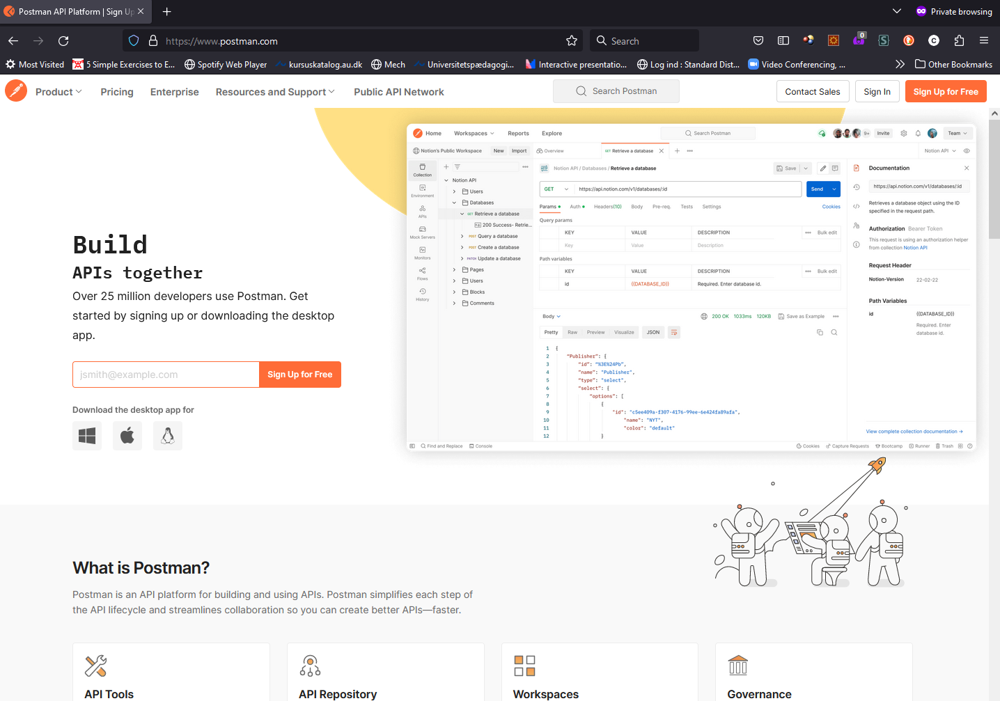 Postman API Platform | Sign Up
Private browsing
https://www.postman.com
Search
0
Most Visited
5 Simple Exercises to E...
Spotify Web Player
kursuskatalog.au.dk
Mech
Universitetspædagogi...
Interactive presentatio...
Log ind : Standard Dist...
Video Conferencing, ...
Other Bookmarks
Product
Pricing
Enterprise
Resources and Support
Public API Network
Search Postman
Contact Sales
Sign In
Sign Up for Free
Build
APIs together
Over 25 million developers use Postman. Get
started by signing up or downloading the desktop
app.
jsmith@example.com
Sign Up for Free
Download the desktop app for
Home
Workspaces
Reports
Explore
Search Postman
9+
Invite
Team
Notion's Public Workspace
New
Import
Overview
GET Retrieve a database
Notion API
Collection
Environment
APIs
Mock Servers
Monitors
Flows
History
Notion API
Users
Databases
GET Retrieve a database
200 Success- Retrie...
POST Query a database
POST Create a database
PATCH Update a database
Pages
Users
Blocks
Comments
Notion API / Databases / Retrieve a database
Save
GET
https://api.notion.com/v1/databases/:id
Send
Params
Auth
Headers(10)
Body
Pre-req.
Tests
Settings
Cookies
Query params
KEY
VALUE
DESCRIPTION
Bulk edit
Key
Value
Description
Path variables
KEY
VALUE
DESCRIPTION
Bulk edit
id
{{DATABASE_ID}}
Required. Enter database id.
Body
200 OK
1033ms
120KB
Save as Example
Pretty
Raw
Preview
Visualize
JSON
1 {
2 "Publisher": {
3 "id": "%3E%24Pb",
4 "name": "Publisher",
5 "type": "select",
6 "select": {
7 "options": [
8 {
9 "id": "c5ee409a-f307-4176-99ee-6e424fa89afa",
10 "name": "NYT",
11 "color": "default"
12 }
Documentation
https://api.notion.com/v1/databases/:id
Retrieves a database object using the ID
specified in the request path.
Authorization Bearer Token
This request is using an authorization helper
from collection Notion API
Request Header
Notion-Version
22-02-22
Path Variables
id
{{DATABASE_ID}}
Required. Enter
database id.
View complete collection documentation →
Find and Replace
Console
Cookies
Capture Requests
Bootcamp
Runner
Trash
What is Postman?
Postman is an API platform for building and using APIs. Postman simplifies each step of
the API lifecycle and streamlines collaboration so you can create better APIs—faster.
API Tools
API Repository
Workspaces
Governance